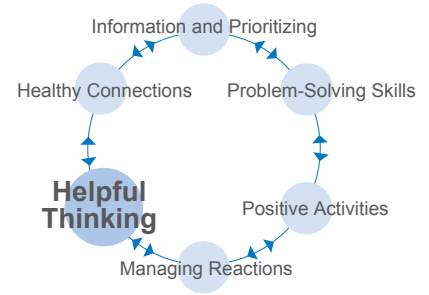 Information and Prioritizing
Healthy Connections
Problem-Solving Skills
Helpful
Thinking
Positive Activities
Managing Reactions